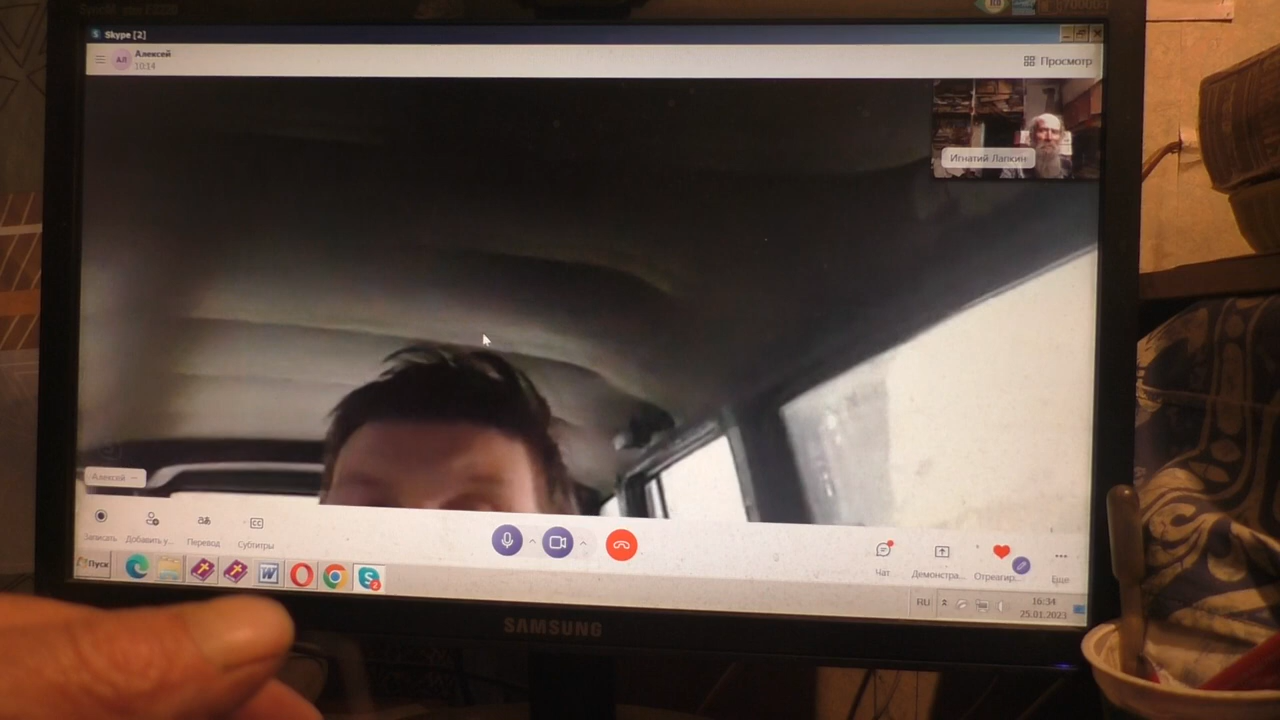 Skype [2]
АЛ
Алексей
10:14
Просмотр
Игнатий Лапкин
Алексей
Записать
Добавить у...
Перевод
Субтитры
Чат
Демонстра...
Отреагир...
Еще
Пуск
RU
16:34
25.01.2023
SAMSUNG